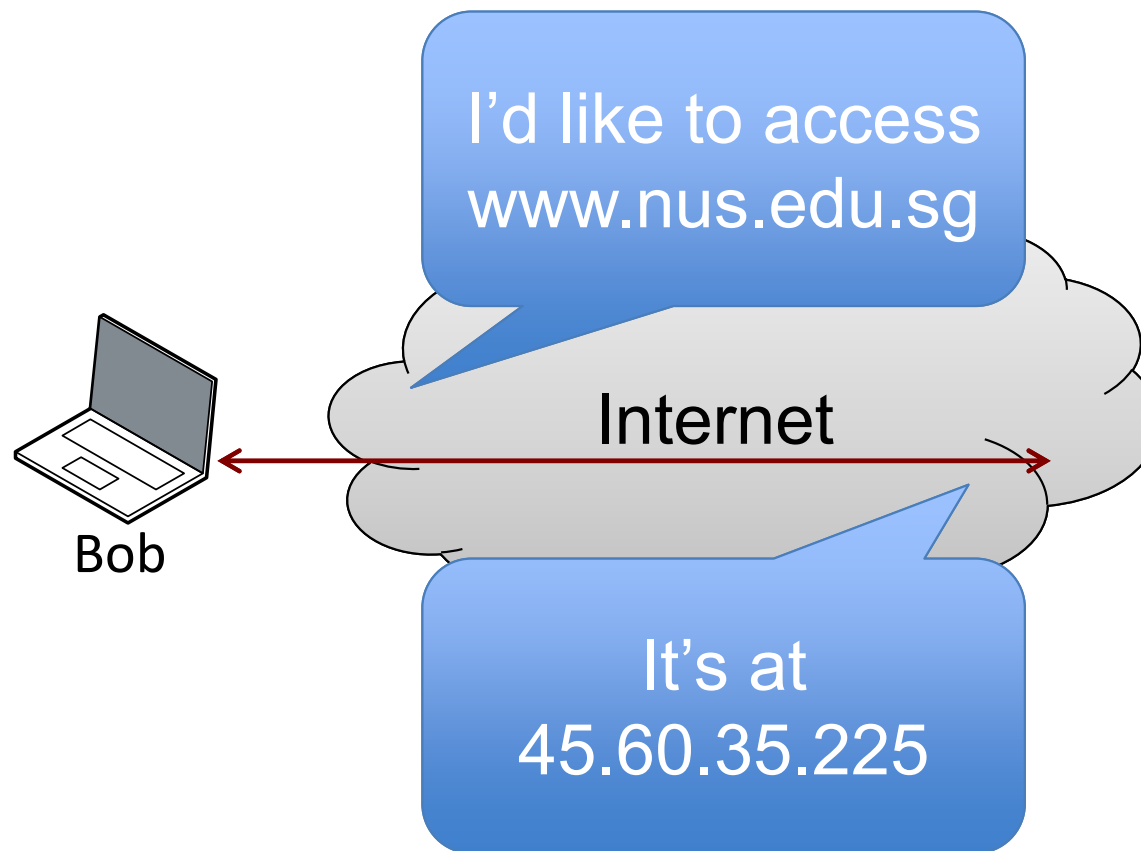 I’d like to access
www.nus.edu.sg
Internet
Bob
It’s at
45.60.35.225